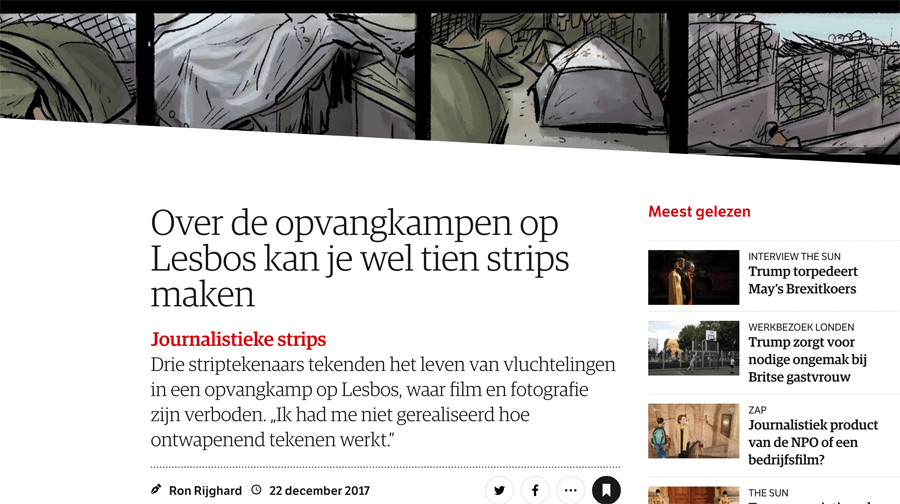 Over de opvangkampen op
Lesbos kan je wel tien strips
maken
Journalistieke strips
Drie striptekenaars tekenden het leven van vluchtelingen
in een opvangkamp op Lesbos, waar film en fotografie
zijn verboden. „Ik had me niet gerealiseerd hoe
ontwapenend tekenen werkt.”
Ron Rijghard 22 december 2017
Meest gelezen
INTERVIEW THE SUN
Trump torpedeert
May’s Brexitkoers
WERKBEZOEK LONDEN
Trump zorgt voor
nodige ongemak bij
Britse gastvrouw
ZAP
Journalistiek product
van de NPO of een
bedrijfsfilm?
THE SUN